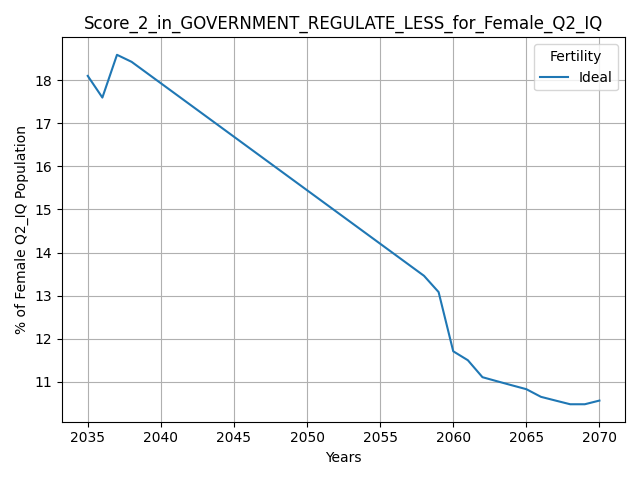 Score_2_in_GOVERNMENT_REGULATE_LESS_for_Female_Q2_IQ
Fertility
Ideal
% of Female Q2_IQ Population
18
17
16
15
14
13
12
11
2035 2040 2045 2050 2055 2060 2065 2070
Years